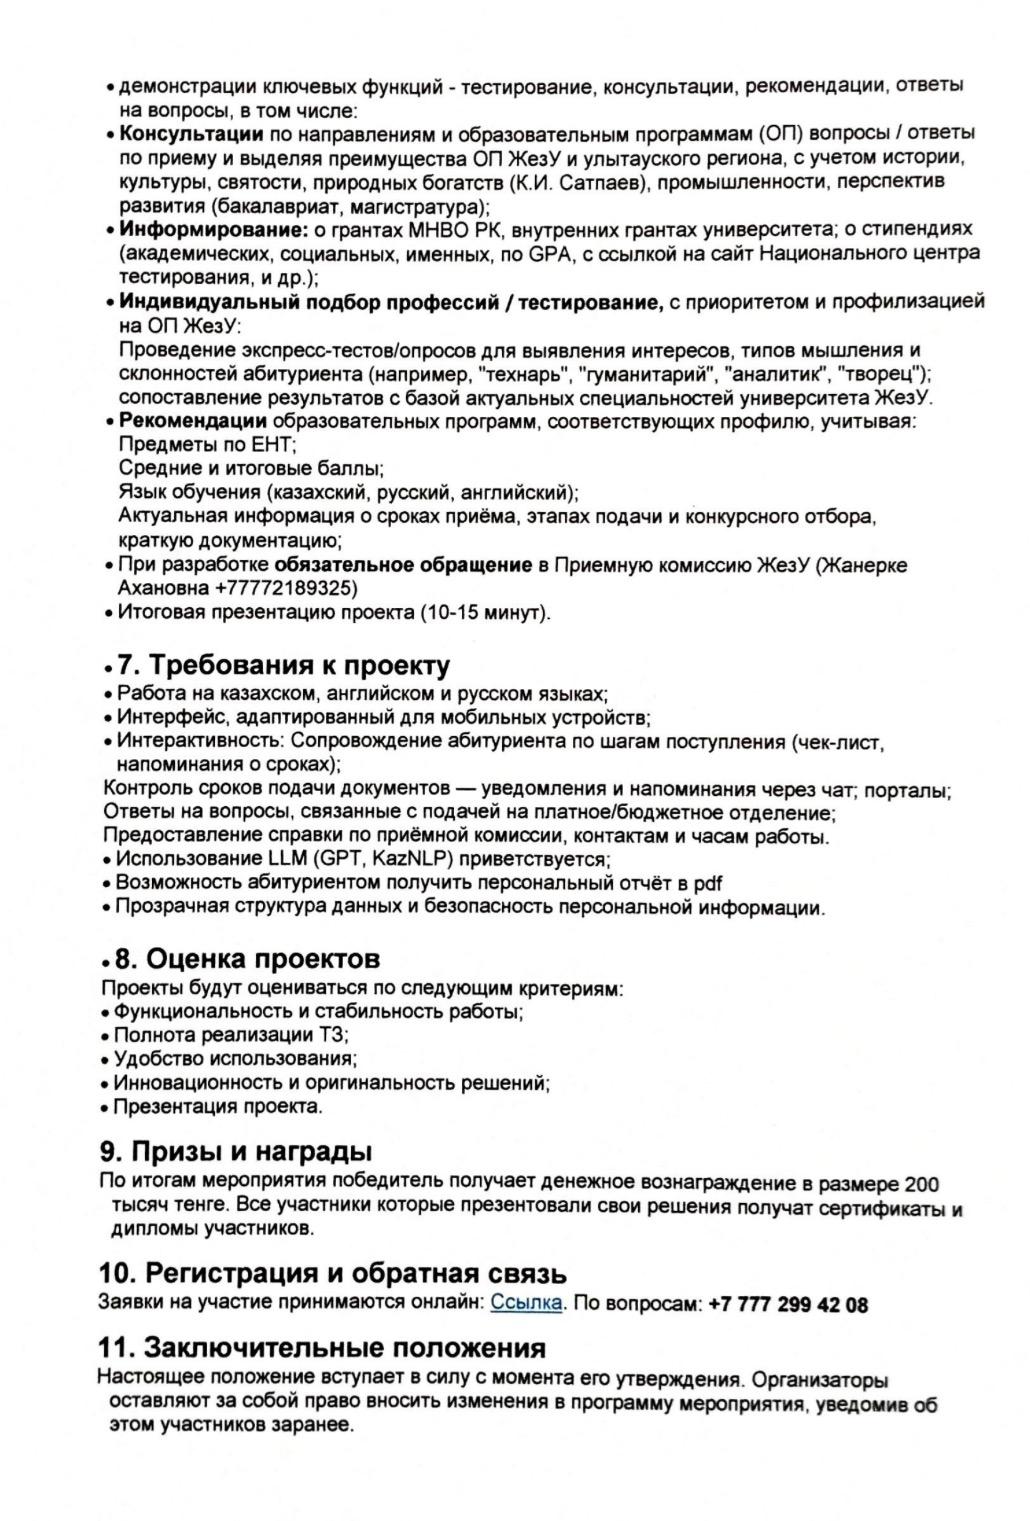 • демонстрации ключевых функций - тестирование, консультации, рекомендации, ответы
на вопросы, в том числе:
• Консультации по направлениям и образовательным программам (ОП) вопросы / ответы
по приему и выделяя преимущества ОП ЖезУ и улытауского региона, с учетом истории,
культуры, святости, природных богатств (К.И. Сатпаев), промышленности, перспектив
развития (бакалавриат, магистратура);
• Информирование: о грантах МНВО РК, внутренних грантах университета; о стипендиях
(академических, социальных, именных, по GPA, с ссылкой на сайт Национального центра
тестирования, и др.);
• Индивидуальный подбор профессий / тестирование, с приоритетом и профилизацией
на ОП ЖезУ:
Проведение экспресс-тестов/опросов для выявления интересов, типов мышления и
склонностей абитуриента (например, "технарь", "гуманитарий", "аналитик", "творец");
сопоставление результатов с базой актуальных специальностей университета ЖезУ.
• Рекомендации образовательных программ, соответствующих профилю, учитывая:
Предметы по ЕНТ;
Средние и итоговые баллы;
Язык обучения (казахский, русский, английский);
Актуальная информация о сроках приёма, этапах подачи и конкурсного отбора,
краткую документацию;
• При разработке обязательное обращение в Приемную комиссию ЖезУ (Жанерке
Ахановна +77772189325)
• Итоговая презентацию проекта (10-15 минут).
• 7. Требования к проекту
• Работа на казахском, английском и русском языках;
• Интерфейс, адаптированный для мобильных устройств;
• Интерактивность: Сопровождение абитуриента по шагам поступления (чек-лист,
напоминания о сроках);
Контроль сроков подачи документов — уведомления и напоминания через чат; порталы;
Ответы на вопросы, связанные с подачей на платное/бюджетное отделение;
Предоставление справки по приёмной комиссии, контактам и часам работы.
• Использование LLM (GPT, KazNLP) приветствуется;
• Возможность абитуриентом получить персональный отчёт в pdf
• Прозрачная структура данных и безопасность персональной информации.
• 8. Оценка проектов
Проекты будут оцениваться по следующим критериям:
• Функциональность и стабильность работы;
• Полнота реализации ТЗ;
• Удобство использования;
• Инновационность и оригинальность решений;
• Презентация проекта.
9. Призы и награды
По итогам мероприятия победитель получает денежное вознаграждение в размере 200
тысяч тенге. Все участники которые презентовали свои решения получат сертификаты и
дипломы участников.
10. Регистрация и обратная связь
Заявки на участие принимаются онлайн: Ссылка. По вопросам: +7 777 299 42 08
11. Заключительные положения
Настоящее положение вступает в силу с момента его утверждения. Организаторы
оставляют за собой право вносить изменения в программу мероприятия, уведомив об
этом участников заранее.